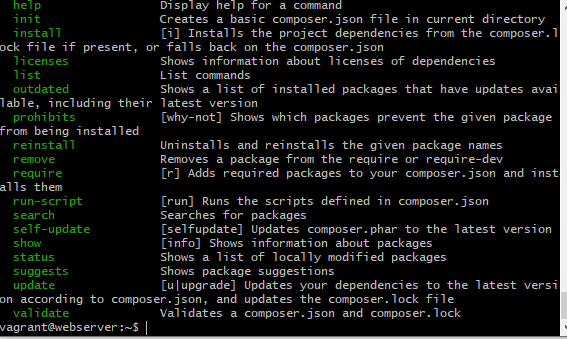 help Display help for a command
init Creates a basic composer.json file in current directory
install [i] Installs the project dependencies from the composer.l
ock file if present, or falls back on the composer.json
licenses Shows information about licenses of dependencies
list List commands
outdated Shows a list of installed packages that have updates avai
lable, including their latest version
prohibits [why-not] Shows which packages prevent the given package
from being installed
reinstall Uninstalls and reinstalls the given package names
remove Removes a package from the require or require-dev
require [r] Adds required packages to your composer.json and inst
alls them
run-script [run] Runs the scripts defined in composer.json
search Searches for packages
self-update [selfupdate] Updates composer.phar to the latest version
show [info] Shows information about packages
status Shows a list of locally modified packages
suggests Shows package suggestions
update [u|upgrade] Updates your dependencies to the latest versi
on according to composer.json, and updates the composer.lock file
validate Validates a composer.json and composer.lock
vagrant@webserver:~$